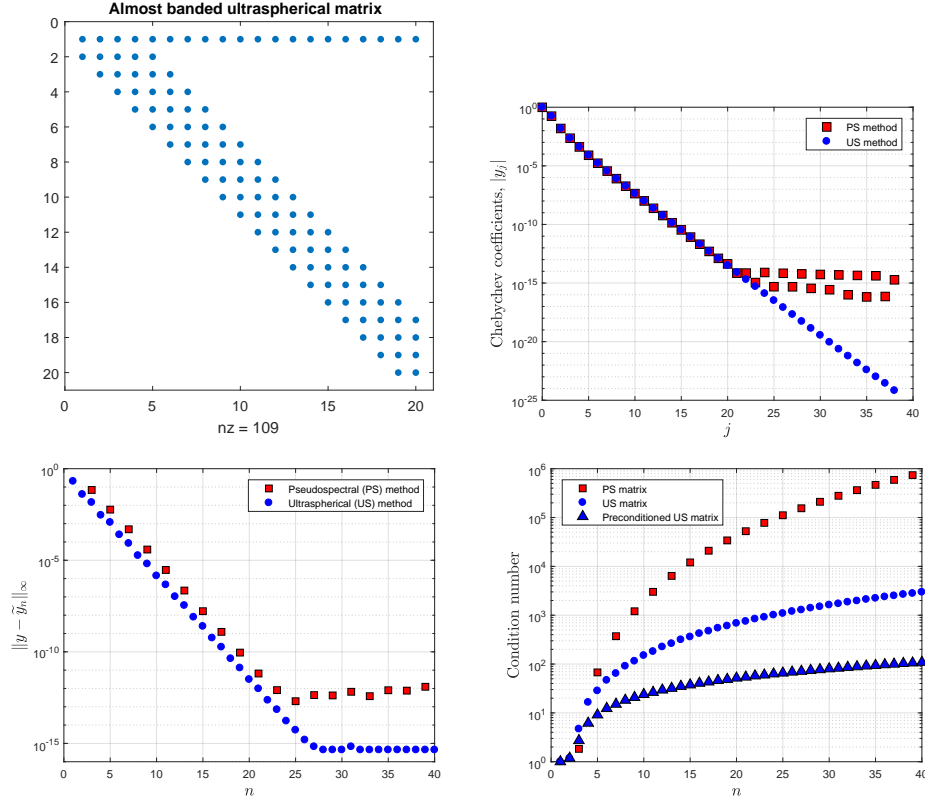 Almost banded ultraspherical matrix
0
2
4
6
8
10
12
14
16
18
20
0 5 10 15 20
nz = 109
10^0
10^-5
10^-10
10^-15
10^-20
10^-25
Chebychev coefficients, |y_j|
PS method
US method
0 5 10 15 20 25 30 35 40
j
10^0
10^-5
10^-10
10^-15
||y − ỹ_n||_∞
Pseudospectral (PS) method
Ultraspherical (US) method
0 5 10 15 20 25 30 35 40
n
10^6
10^5
10^4
10^3
10^2
10^1
10^0
Condition number
PS matrix
US matrix
Preconditioned US matrix
0 5 10 15 20 25 30 35 40
n